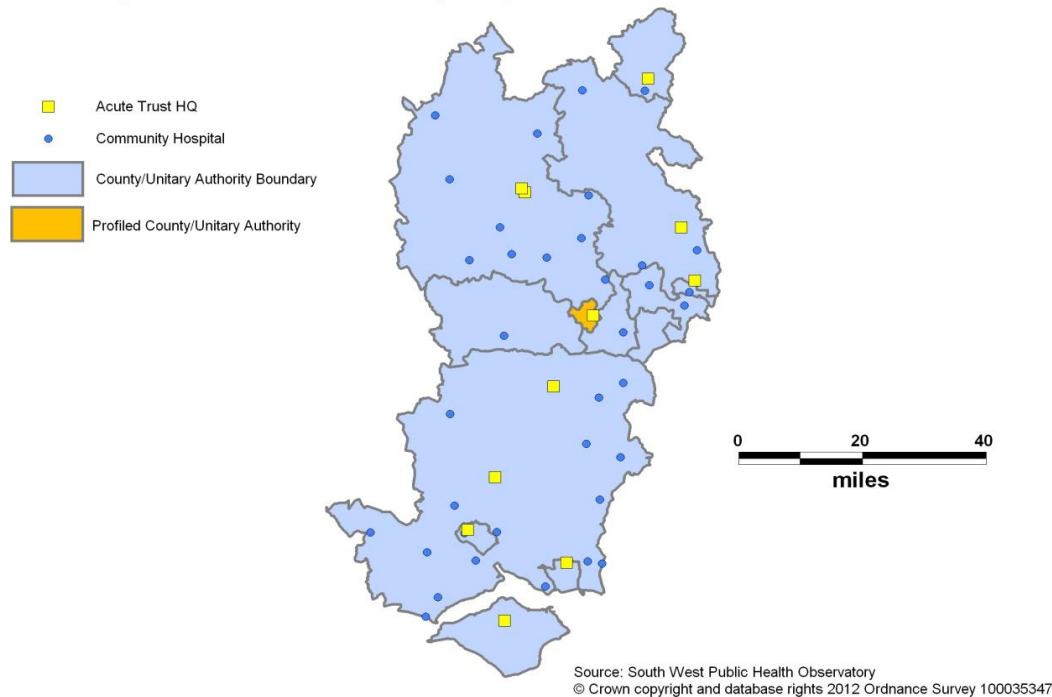 Acute Trust HQ
Community Hospital
County/Unitary Authority Boundary
Profiled County/Unitary Authority
0 20 40
miles
Source: South West Public Health Observatory
© Crown copyright and database rights 2012 Ordnance Survey 100035347